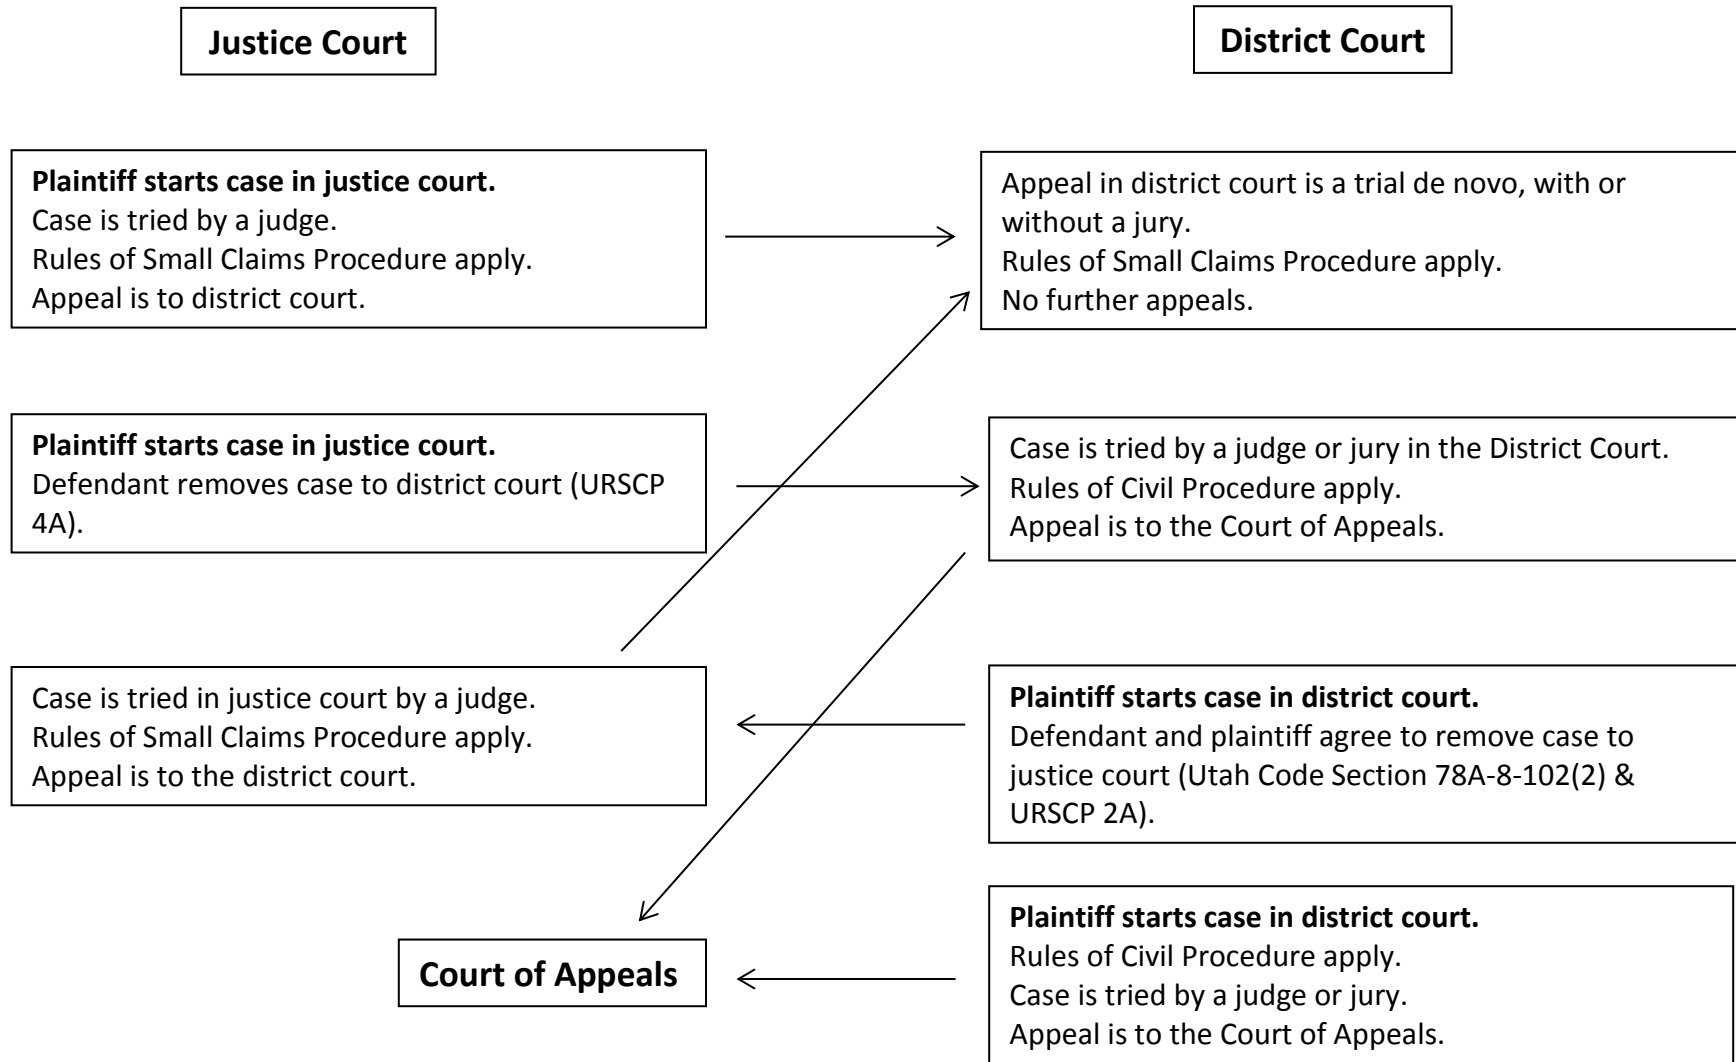 Justice Court
District Court
Plaintiff starts case in justice court.
Case is tried by a judge.
Rules of Small Claims Procedure apply.
Appeal is to district court.
Appeal in district court is a trial de novo, with or
without a jury.
Rules of Small Claims Procedure apply.
No further appeals.
Plaintiff starts case in justice court.
Defendant removes case to district court (URSCP
4A).
Case is tried by a judge or jury in the District Court.
Rules of Civil Procedure apply.
Appeal is to the Court of Appeals.
Case is tried in justice court by a judge.
Rules of Small Claims Procedure apply.
Appeal is to the district court.
Plaintiff starts case in district court.
Defendant and plaintiff agree to remove case to
justice court (Utah Code Section 78A-8-102(2) &
URSCP 2A).
Court of Appeals
Plaintiff starts case in district court.
Rules of Civil Procedure apply.
Case is tried by a judge or jury.
Appeal is to the Court of Appeals.